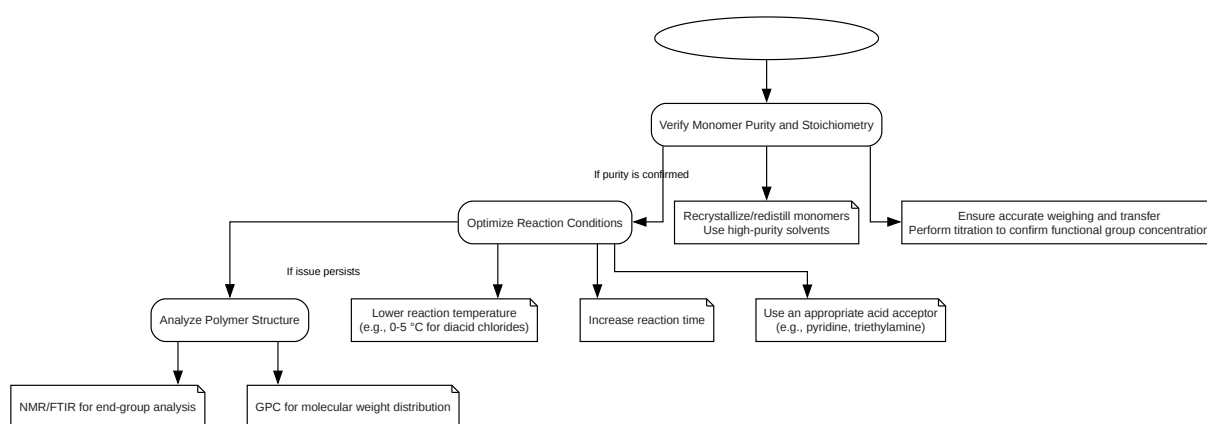 Verify Monomer Purity and Stoichiometry
If purity is confirmed
Optimize Reaction Conditions
Recrystallize/redistill monomers
Use high-purity solvents
Ensure accurate weighing and transfer
Perform titration to confirm functional group concentration
If issue persists
Analyze Polymer Structure
Lower reaction temperature
(e.g., 0-5 °C for diacid chlorides)
Increase reaction time
Use an appropriate acid acceptor
(e.g., pyridine, triethylamine)
NMR/FTIR for end-group analysis
GPC for molecular weight distribution